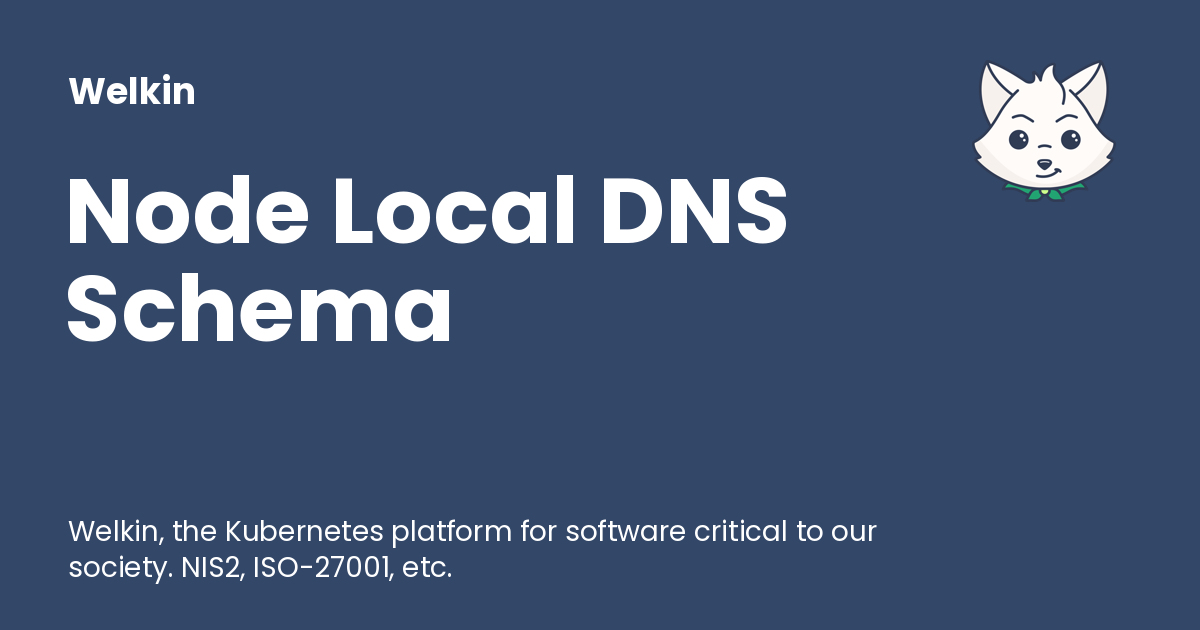 Welkin
Node Local DNS
Schema
Welkin, the Kubernetes platform for software critical to our
society. NIS2, ISO-27001, etc.